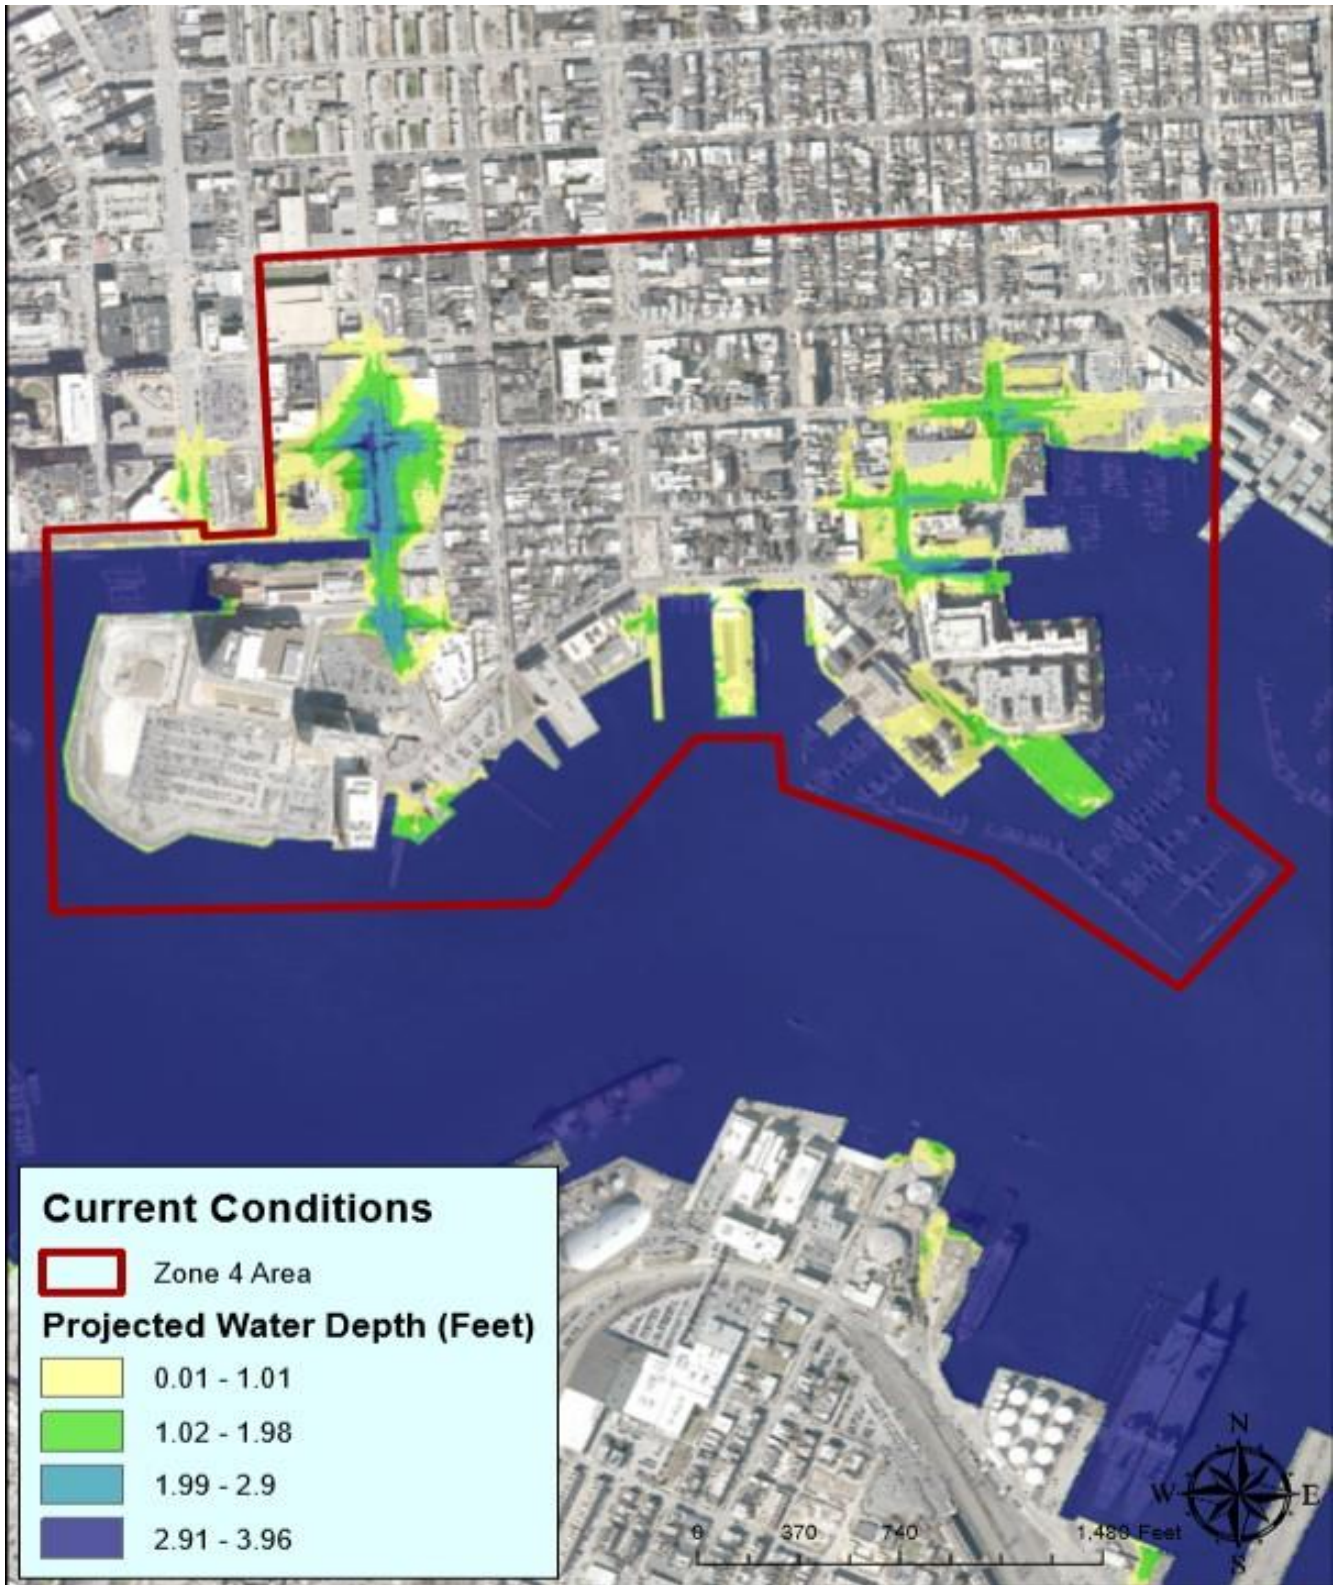 Current Conditions
Zone 4 Area
Projected Water Depth (Feet)
0.01 - 1.01
1.02 - 1.98
1.99 - 2.9
2.91 - 3.96
N
W E
S
0 370 740 1,480 Feet